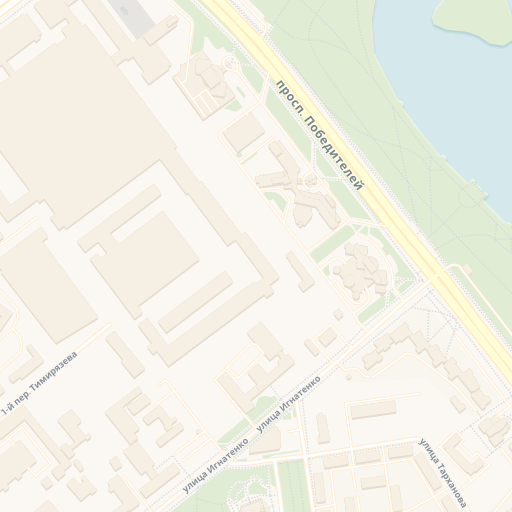 просп. Победителей
1-й пер. Тимирязева
улица Игнатенко
улица Игнатенко
улица Тарханова